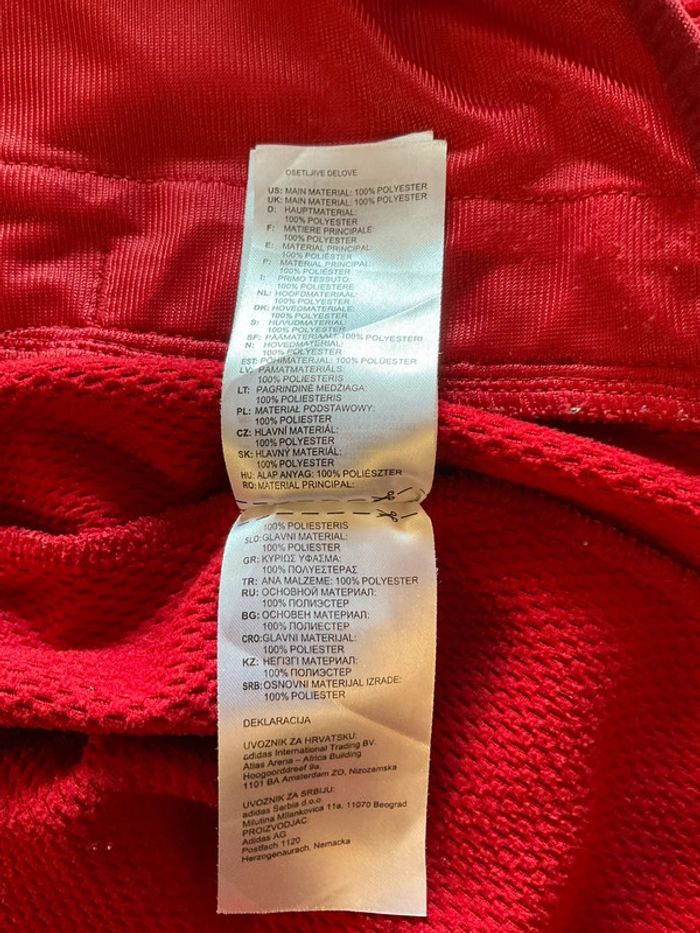 OSETLJIVE DELOVE
US: MAIN MATERIAL: 100% POLYESTER
UK: MAIN MATERIAL: 100% POLYESTER
D: HAUPTMATERIAL:
100% POLYESTER
F: MATIERE PRINCIPALE:
100% POLYESTER
E: MATERIAL PRINCIPAL:
100% POLIÉSTER
P: MATERIAL PRINCIPAL:
100% POLIÉSTER
I: PRIMO TESSUTO:
100% POLIESTERE
NL: HOOFDMATERIAAL:
100% POLYESTER
DK: HOVEDMATERIALE:
100% POLYESTER
S: HUVUDMATERIAL:
100% POLYESTER
SF: PÄÄMATERIAALI: 100% POLYESTERI
N: HOVEDMATERIAL:
100% POLYESTER
EST: PÕHIMATERJAL: 100% POLÜESTER
LV: PAMATMATERIĀLS:
100% POLIESTERIS
LT: PAGRINDINĖ MEDŽIAGA:
100% POLIESTERIS
PL: MATERIAŁ PODSTAWOWY:
100% POLIESTER
CZ: HLAVNÍ MATERIÁL:
100% POLYESTER
SK: HLAVNÝ MATERIÁL:
100% POLYESTER
HU: ALAP ANYAG: 100% POLIÉSZTER
RO: MATERIAL PRINCIPAL:
100% POLIESTERIS
SLO: GLAVNI MATERIAL:
100% POLIESTER
GR: ΚΥΡΙΩΣ ΥΦΑΣΜΑ:
100% ΠΟΛΥΕΣΤΕΡΑΣ
TR: ANA MALZEME: 100% POLYESTER
RU: ОСНОВНОЙ МАТЕРИАЛ:
100% ПОЛИЭСТЕР
BG: ОСНОВЕН МАТЕРИАЛ:
100% ПОЛИЕСТЕР
CRO: GLAVNI MATERIJAL:
100% POLIESTER
KZ: НЕГІЗГІ МАТЕРИАЛ:
100% ПОЛИЭСТЕР
SRB: OSNOVNI MATERIJAL IZRADE:
100% POLIESTER
DEKLARACIJA
UVOZNIK ZA HRVATSKU:
adidas International Trading BV.
Atlas Arena – Africa Building
Hoogoorddreef 9a.
1101 BA Amsterdam ZO, Nizozemska
UVOZNIK ZA SRBIJU:
adidas Serbia d.o.o
Milutina Milankovica 11a, 11070 Beograd
PROIZVODJAC:
Adidas AG
Postfach 1120
Herzogenaurach, Nemacka